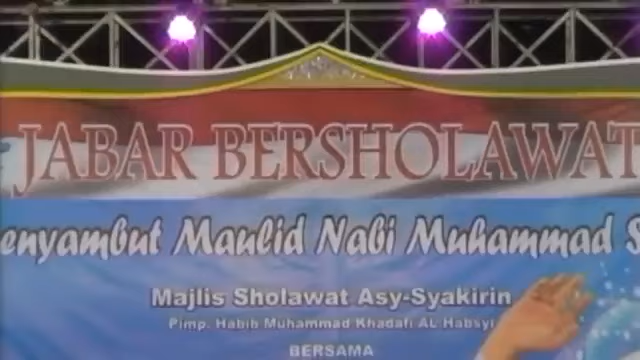 JABAR BERSHOLAWAT
enyambut Maulid Nabi Muhammad S
Majlis Sholawat Asy-Syakirin
Pimp. Habib Muhammad Khadafi AL Habsyi
BERSAMA